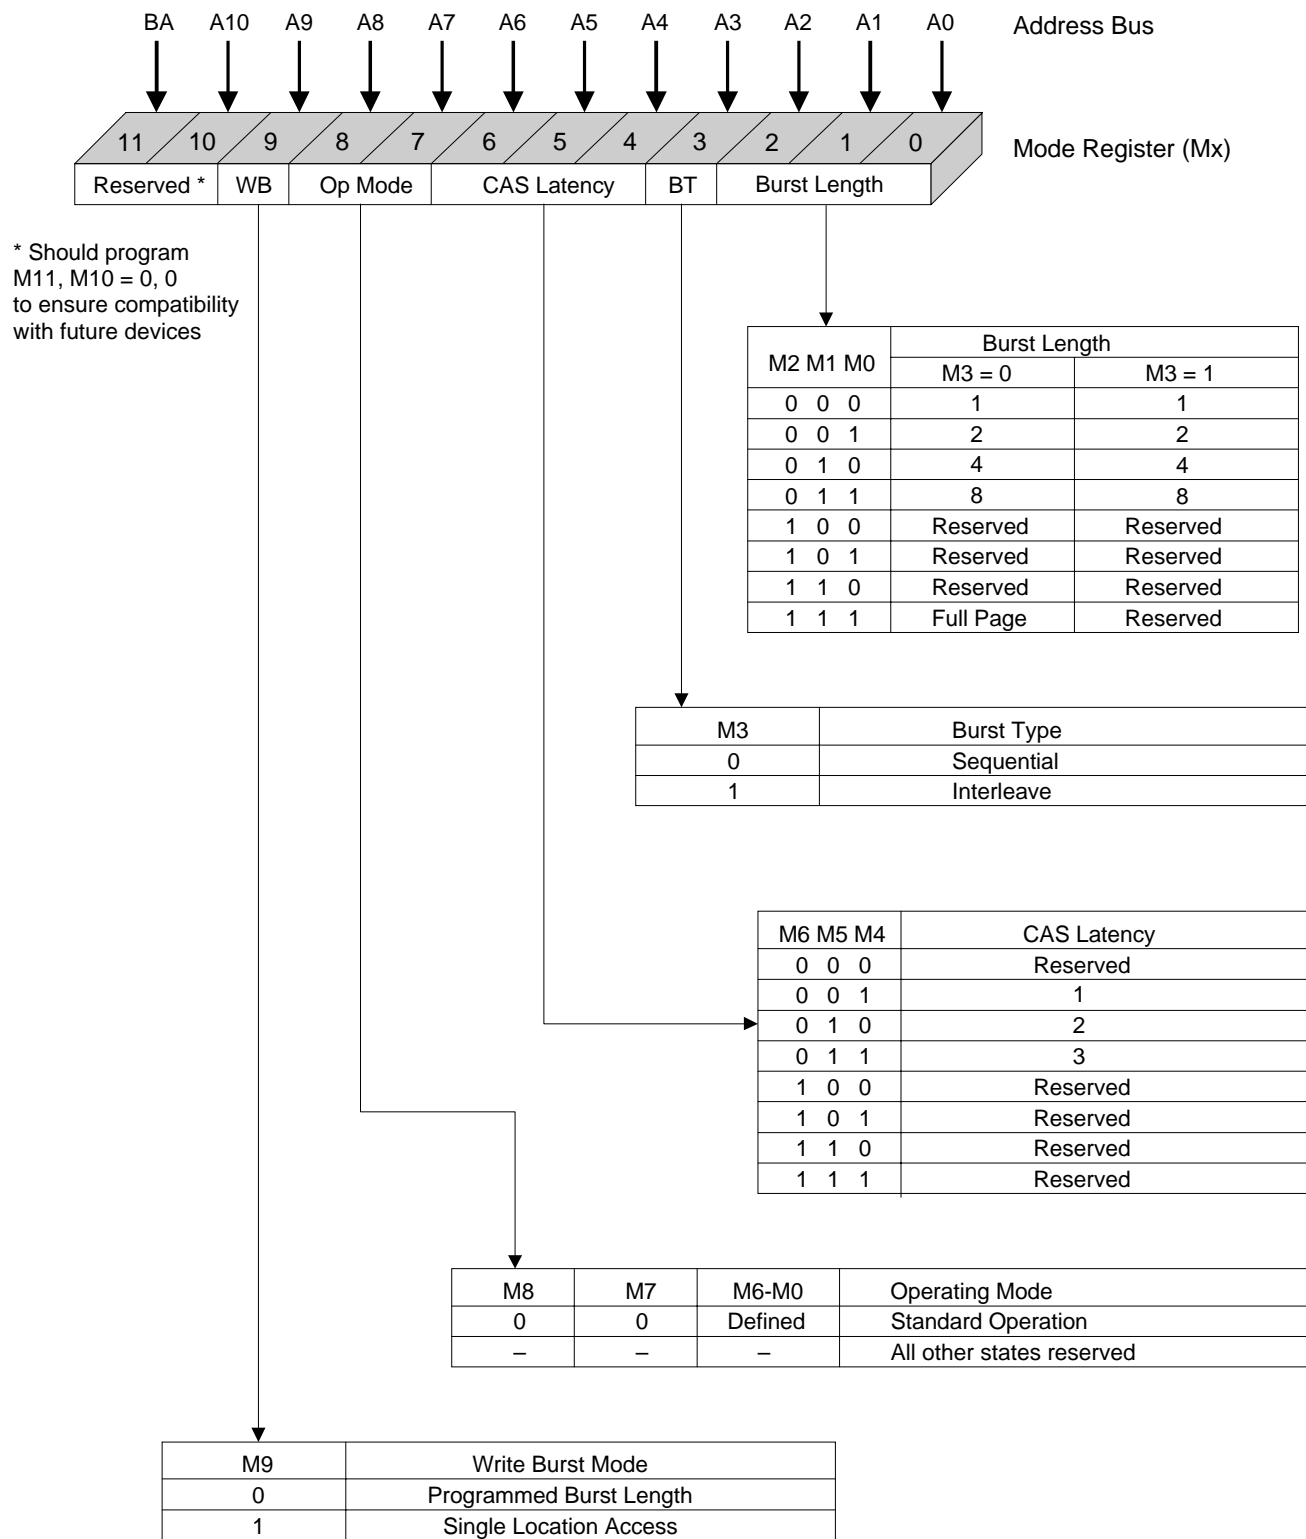 BA A10 A9 A8 A7 A6 A5 A4 A3 A2 A1 A0 Address Bus
11 10 9 8 7 6 5 4 3 2 1 0 Mode Register (Mx)
Reserved * WB Op Mode CAS Latency BT Burst Length
* Should program
M11, M10 = 0, 0
to ensure compatibility
with future devices
Burst Length
M2 M1 M0 M3 = 0 M3 = 1
0 0 0 1 1
0 0 1 2 2
0 1 0 4 4
0 1 1 8 8
1 0 0 Reserved Reserved
1 0 1 Reserved Reserved
1 1 0 Reserved Reserved
1 1 1 Full Page Reserved
M3 Burst Type
0 Sequential
1 Interleave
M6 M5 M4 CAS Latency
0 0 0 Reserved
0 0 1 1
0 1 0 2
0 1 1 3
1 0 0 Reserved
1 0 1 Reserved
1 1 0 Reserved
1 1 1 Reserved
M8 M7 M6-M0 Operating Mode
0 0 Defined Standard Operation
– – – All other states reserved
M9 Write Burst Mode
0 Programmed Burst Length
1 Single Location Access